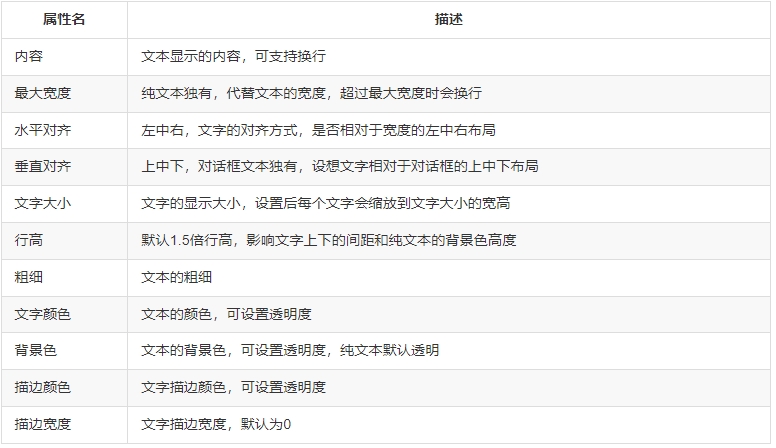 属性名 描述
内容 文本显示的内容，可支持换行
最大宽度 纯文本独有，代替文本的宽度，超过最大宽度时会换行
水平对齐 左中右，文字的对齐方式，是否相对于宽度的左中右布局
垂直对齐 上中下，对话框文本独有，设想文字相对于对话框的上中下布局
文字大小 文字的显示大小，设置后每个文字会缩放到文字大小的宽高
行高 默认1.5倍行高，影响文字上下的间距和纯文本的背景色高度
粗细 文本的粗细
文字颜色 文本的颜色，可设置透明度
背景色 文本的背景色，可设置透明度，纯文本默认透明
描边颜色 文字描边颜色，可设置透明度
描边宽度 文字描边宽度，默认为0